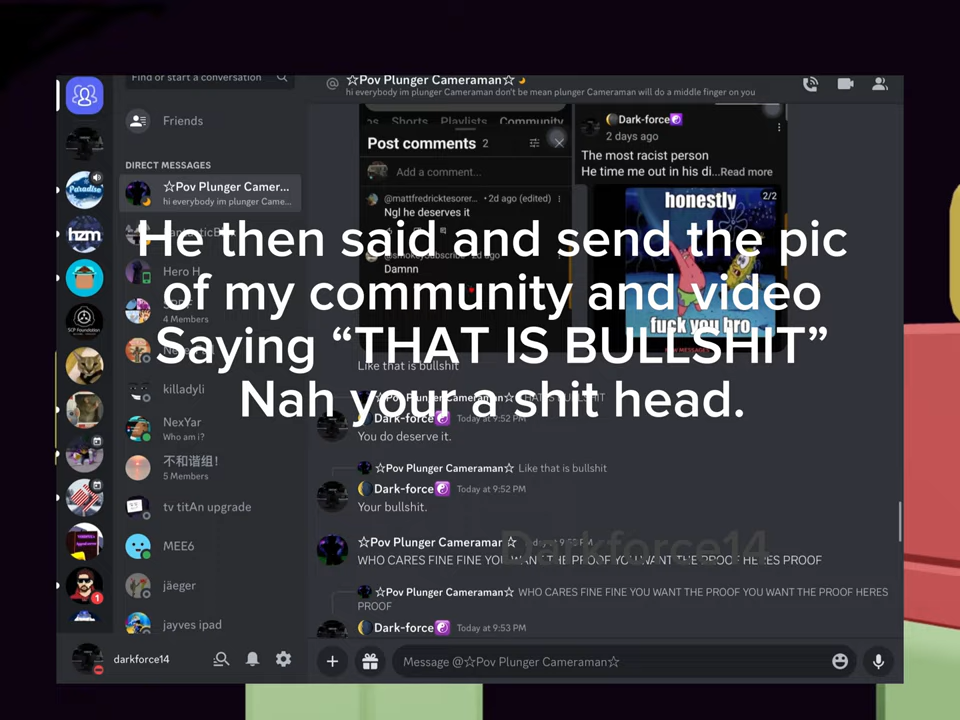 Find or start a conversation
☆Pov Plunger Cameraman☆
hi everybody im plunger Cameraman don't be mean plunger Cameraman will do a middle finger on you
Friends
DIRECT MESSAGES
☆Pov Plunger Camer...
hi everybody im plunger Came...
Hero H
4 Members
killadyli
NexYar
Who am i?
不和谐组!
5 Members
tv titAn upgrade
MEE6
jäeger
jayves ipad
darkforce14
Paradise
hzm
SCP Foundation
1
Shorts Playlists Community
Post comments 2
Add a comment...
@mattfredricktesorer... •2d ago (edited)
Ngl he deserves it
2d ago
Damnn
Dark-force
2 days ago
The most racist person
He time me out in his di...Read more
2/2
honestly
fuck you bro
He then said and send the pic
of my community and video
Saying “THAT IS BULLSHIT”
Nah your a shit head.
Like that is bullshit
☆Pov Plunger Cameraman☆
Dark-force Today at 9:52 PM
You do deserve it.
☆Pov Plunger Cameraman☆ Like that is bullshit
Dark-force Today at 9:52 PM
Your bullshit.
☆Pov Plunger Cameraman☆
Darkforce14
WHO CARES FINE FINE YOU WANT THE PROOF YOU WANT THE PROOF HERES PROOF
☆Pov Plunger Cameraman☆ WHO CARES FINE FINE YOU WANT THE PROOF YOU WANT THE PROOF HERES
PROOF
Dark-force Today at 9:53 PM
Message @☆Pov Plunger Cameraman☆